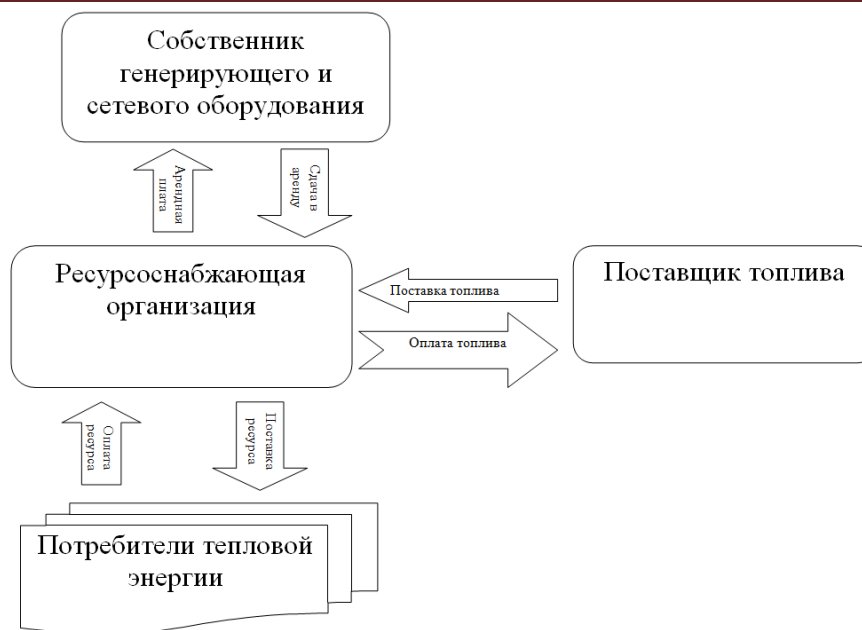 Собственник
генерирующего и
сетевого оборудования
Арендная
плата
Сдача в
аренду
Ресурсоснабжающая
организация
Поставка топлива
Оплата топлива
Поставщик топлива
Оплата
ресурса
Поставка
ресурса
Потребители тепловой
энергии